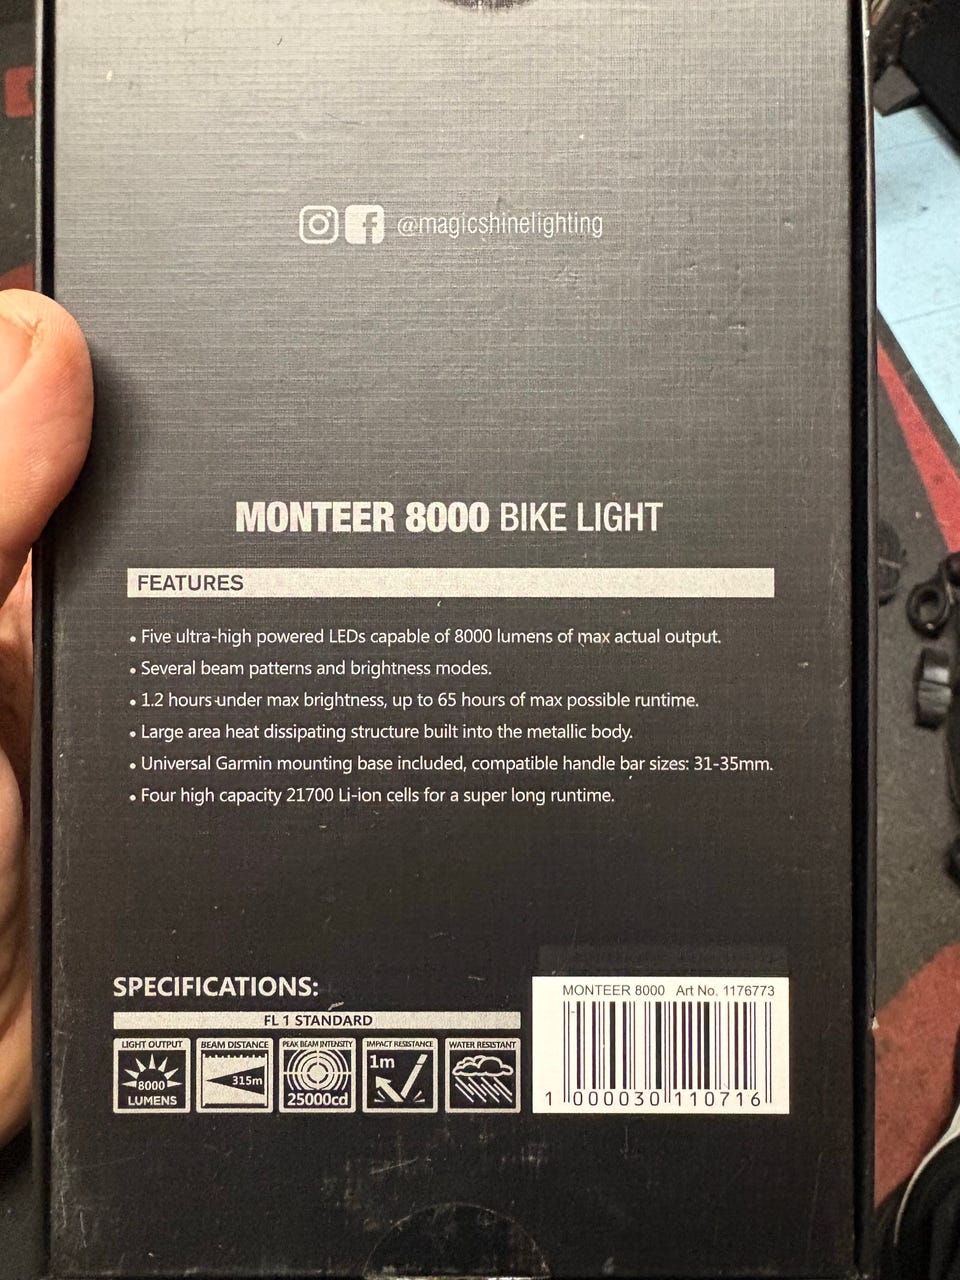 @magicshinelighting
MONTEER 8000 BIKE LIGHT
FEATURES
• Five ultra-high powered LEDs capable of 8000 lumens of max actual output.
• Several beam patterns and brightness modes.
• 1.2 hours under max brightness, up to 65 hours of max possible runtime.
• Large area heat dissipating structure built into the metallic body.
• Universal Garmin mounting base included, compatible handle bar sizes: 31-35mm.
• Four high capacity 21700 Li-ion cells for a super long runtime.
SPECIFICATIONS:
FL 1 STANDARD
LIGHT OUTPUT
8000
LUMENS
BEAM DISTANCE
315m
PEAK BEAM INTENSITY
25000cd
IMPACT RESISTANCE
1m
WATER RESISTANT
MONTEER 8000 Art No. 1176773
1 000030 110716